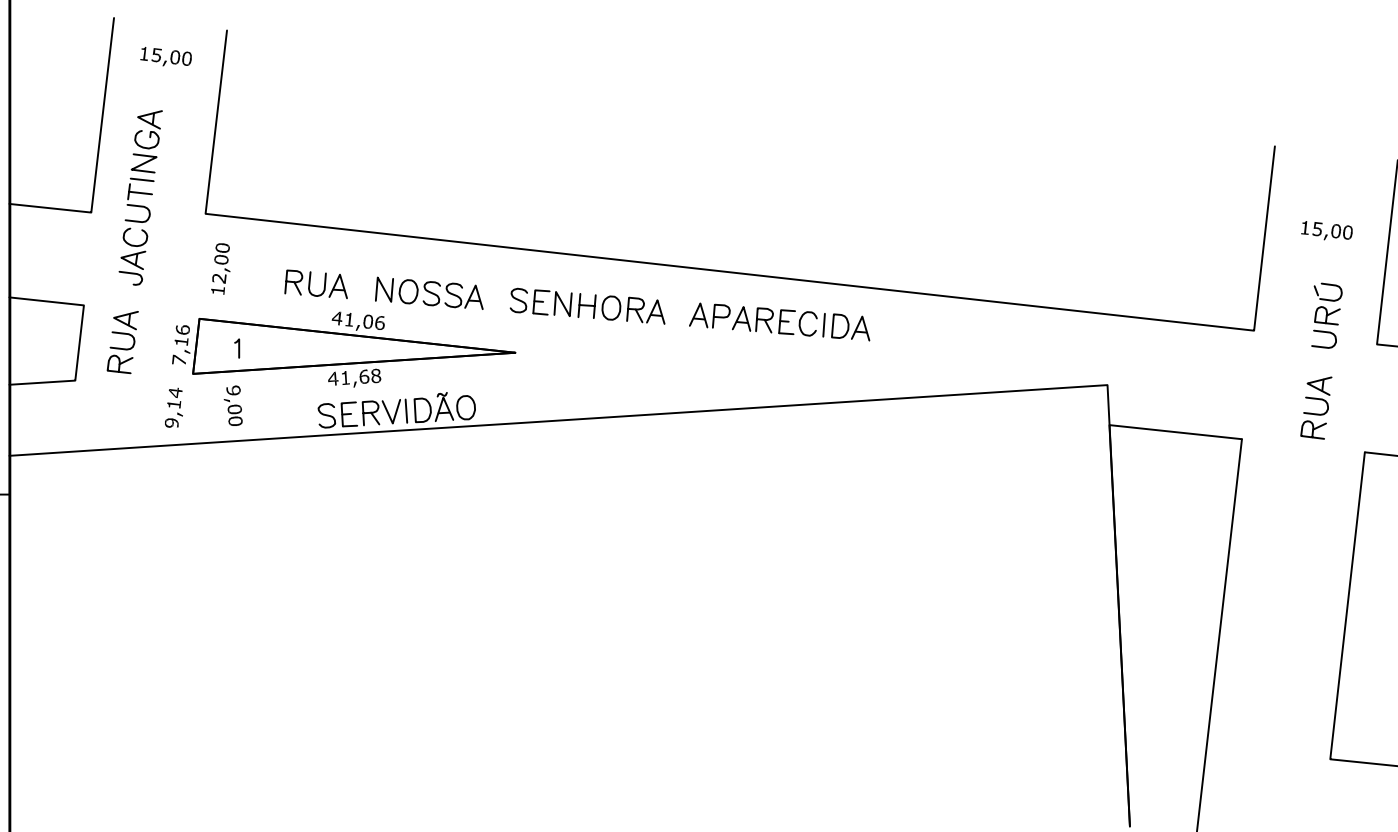 15,00
RUA JACUTINGA
12,00
RUA NOSSA SENHORA APARECIDA
15,00
RUA URÚ
41,06
7,16
1
41,68
9,14
9,00
SERVIDÃO